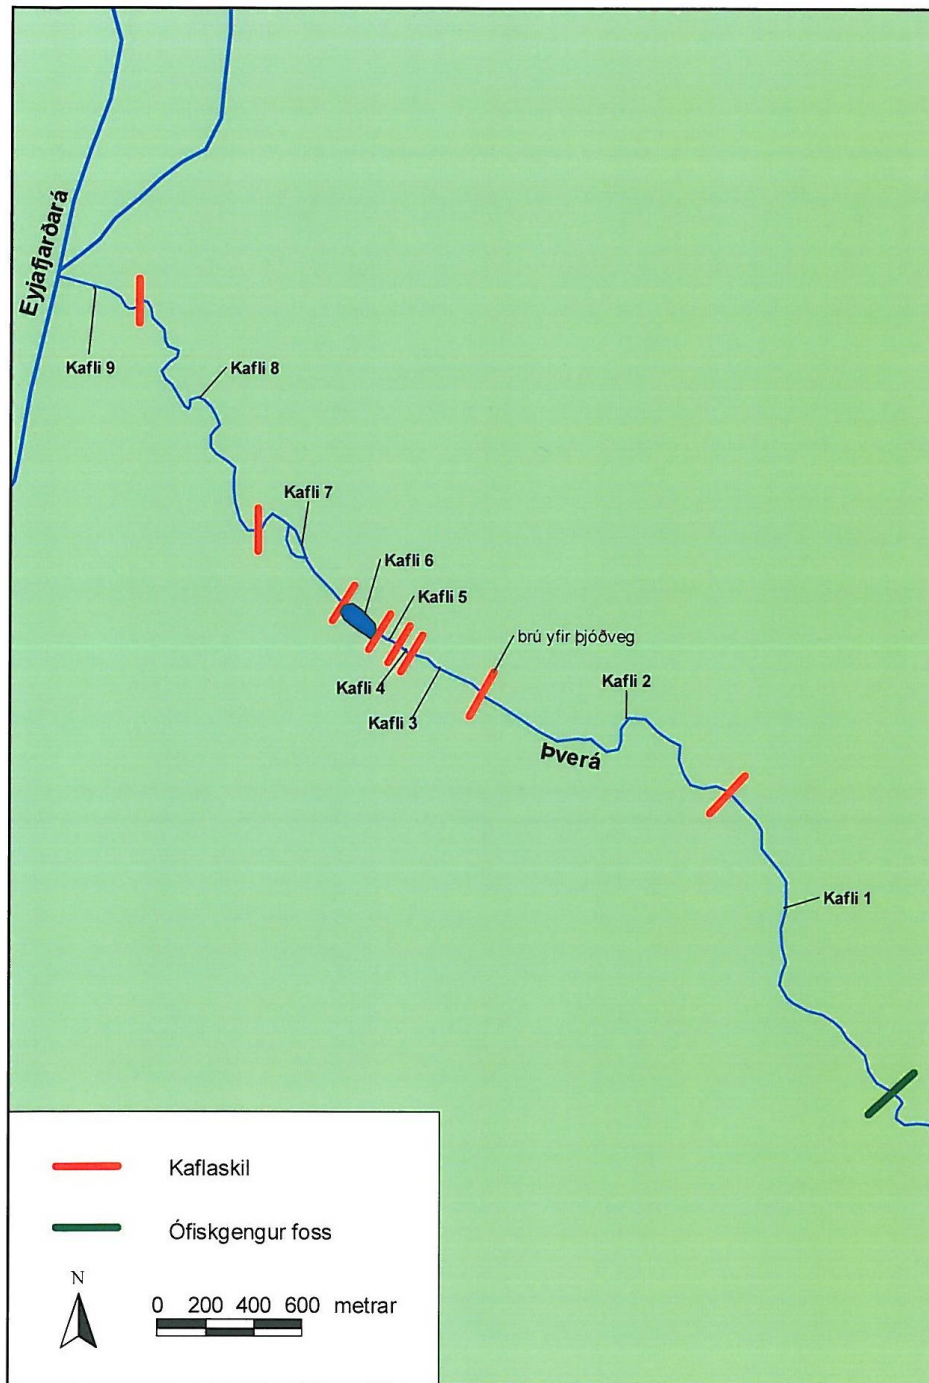 Eyjafjarðará
Kafli 9
Kafli 8
Kafli 7
Kafli 6
Kafli 5
brú yfir þjóðveg
Kafli 4
Kafli 2
Kafli 3
Þverá
Kafli 1
Kaflaskil
Ófiskgengur foss
N
0 200 400 600 metrar